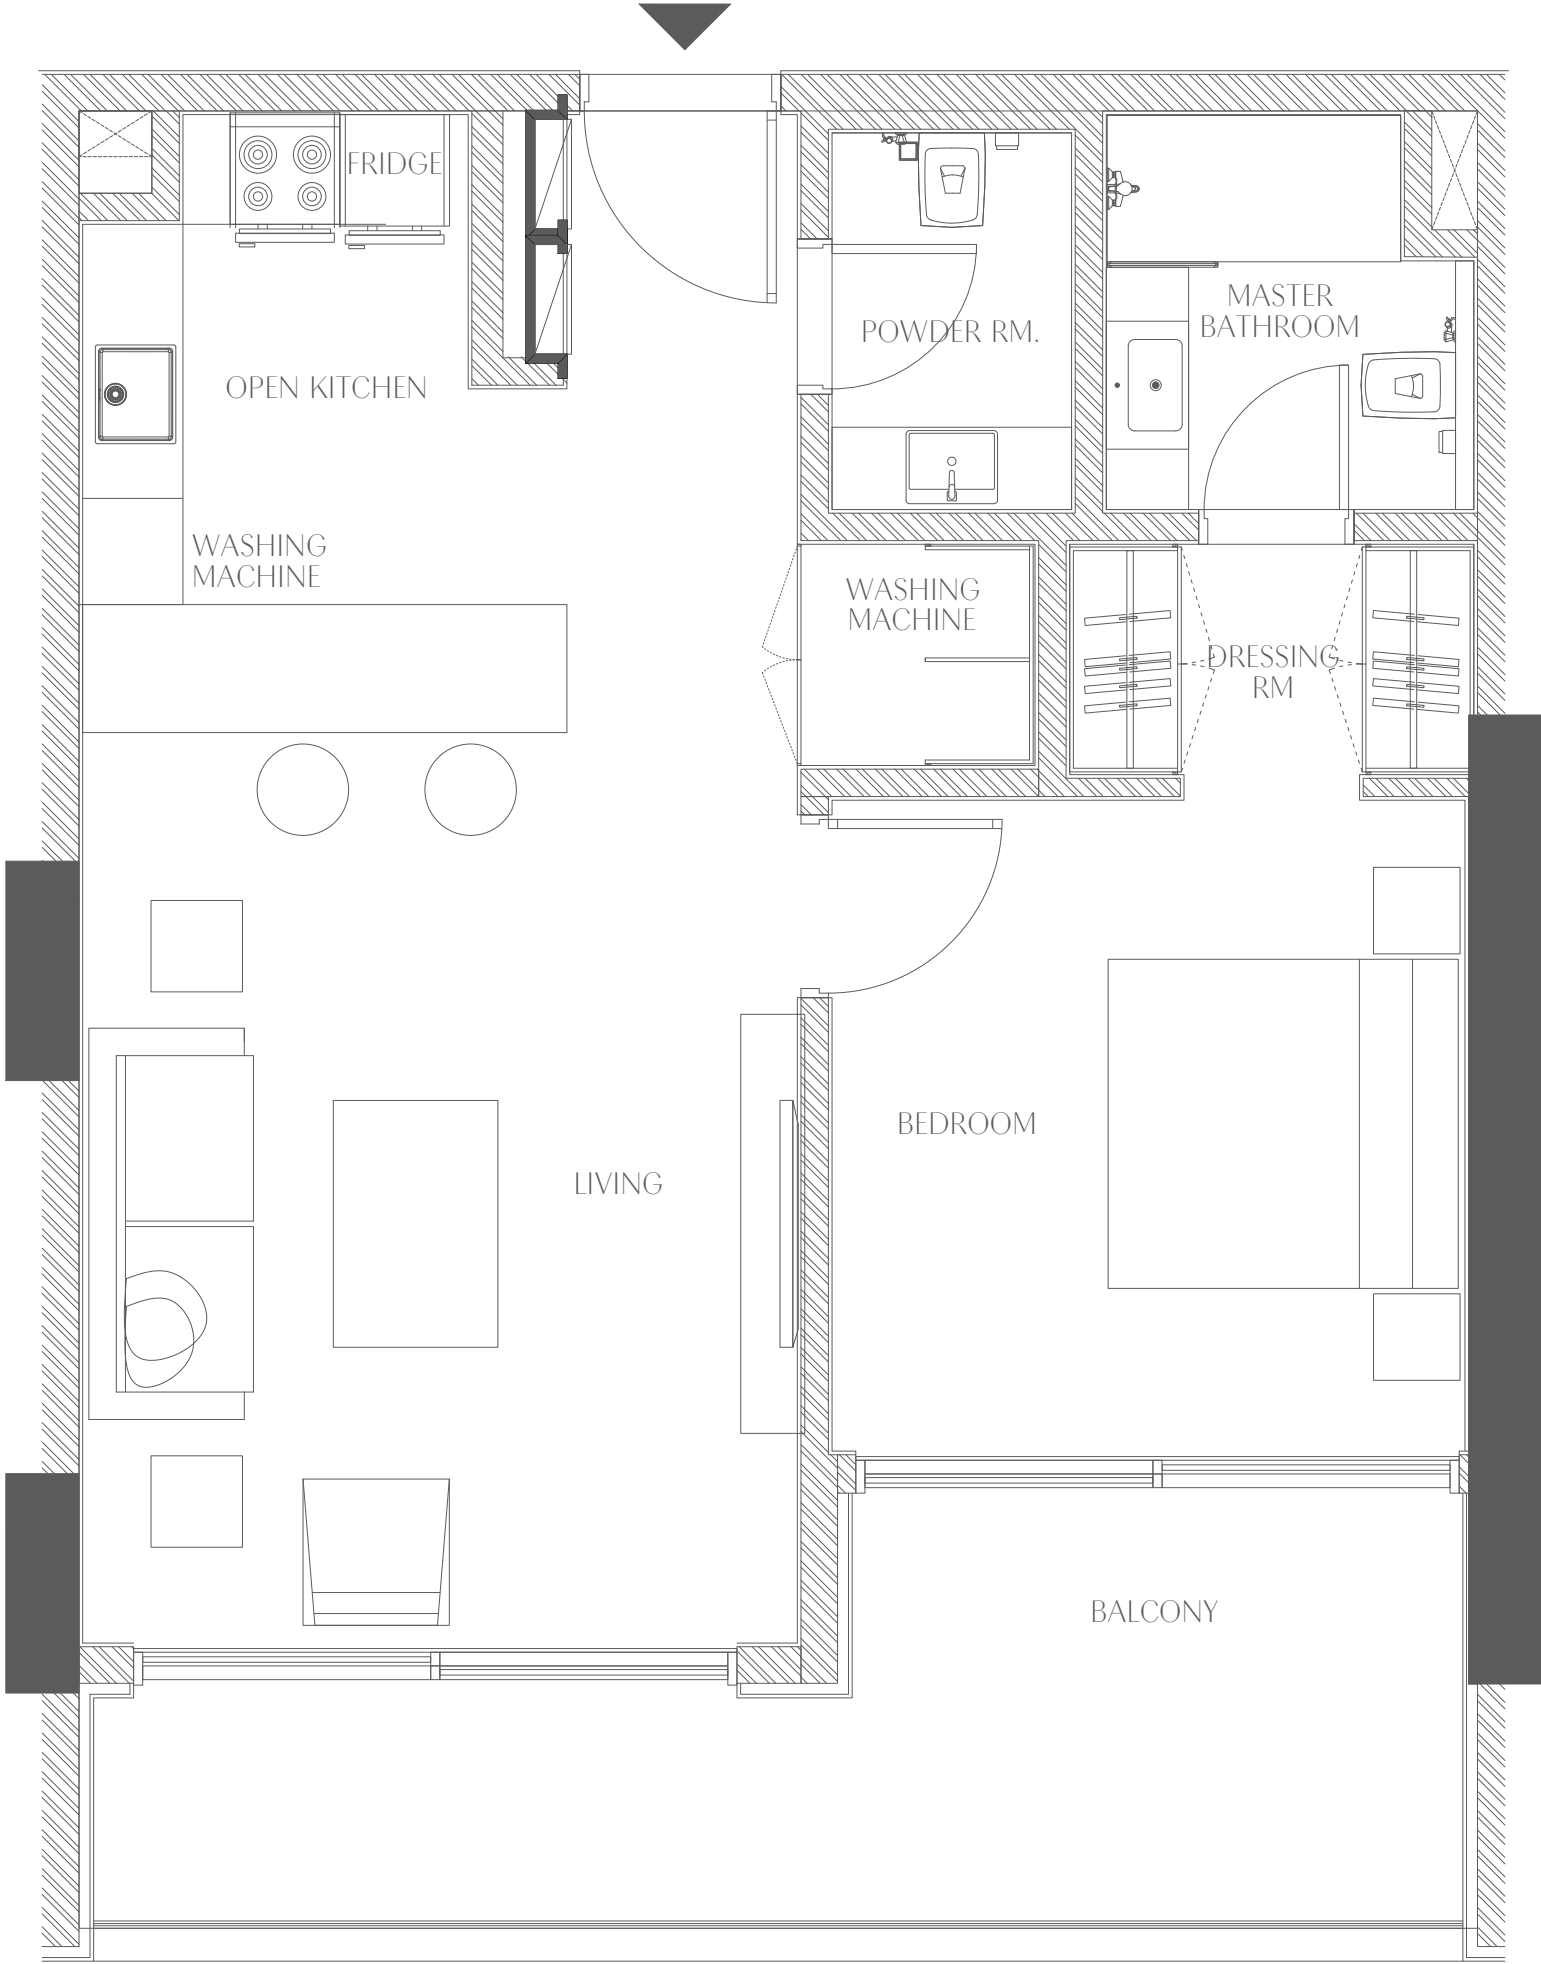 FRIDGE
MASTER
BATHROOM
POWDER RM.
OPEN KITCHEN
WASHING
MACHINE
WASHING
MACHINE
DRESSING
RM
BEDROOM
LIVING
BALCONY